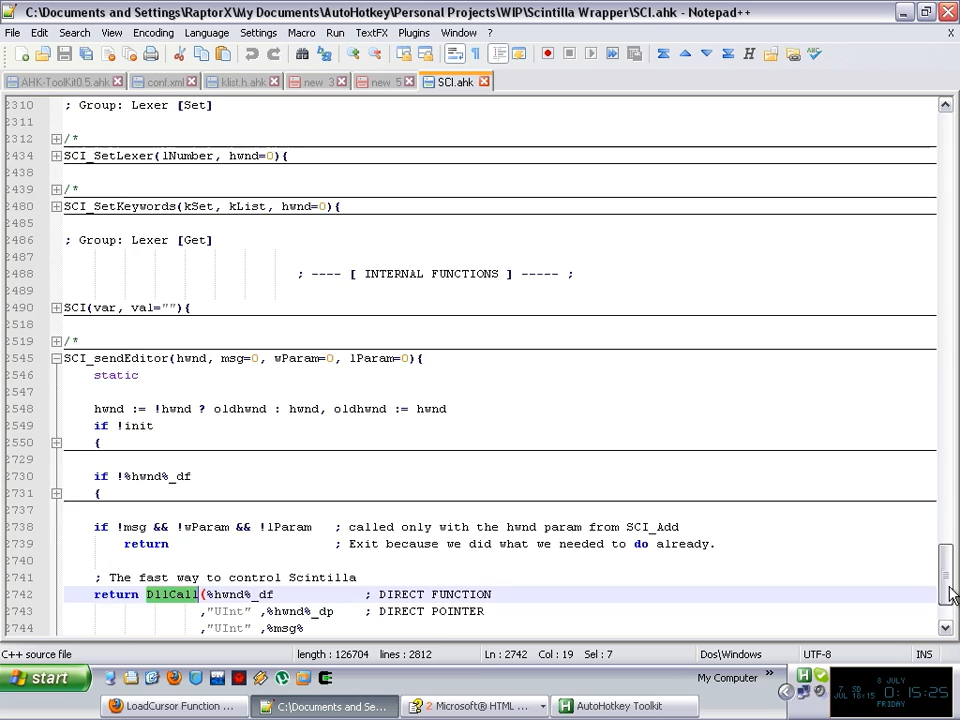 C:\Documents and Settings\RaptorX\My Documents\AutoHotkey\Personal Projects\WIP\Scintilla Wrapper\SCI.ahk - Notepad++
File Edit Search View Encoding Language Settings Macro Run TextFX Plugins Window ?
X
AHK-ToolKit0.5.ahk conf.xml klist.h.ahk new 3 new 5 SCI.ahk
2310 ; Group: Lexer [Set]
2311
2312 /*
2434 SCI_SetLexer(lNumber, hwnd=0){
2438
2439 /*
2480 SCI_SetKeywords(kSet, kList, hwnd=0){
2485
2486 ; Group: Lexer [Get]
2487
2488 ; ---- [ INTERNAL FUNCTIONS ] ----- ;
2489
2490 SCI(var, val=""){
2518
2519 /*
2545 SCI_sendEditor(hwnd, msg=0, wParam=0, lParam=0){
2546 static
2547
2548 hwnd := !hwnd ? oldhwnd : hwnd, oldhwnd := hwnd
2549 if !init
2550 {
2729
2730 if !%hwnd%_df
2731 {
2737
2738 if !msg && !wParam && !lParam ; called only with the hwnd param from SCI_Add
2739 return ; Exit because we did what we needed to do already.
2740
2741 ; The fast way to control Scintilla
2742 return DllCall(%hwnd%_df ; DIRECT FUNCTION
2743 ,"UInt" ,%hwnd%_dp ; DIRECT POINTER
2744 ,"UInt" ,%msg%
C++ source file length : 126704 lines : 2812 Ln : 2742 Col : 19 Sel : 7 Dos\Windows UTF-8 INS
start My Computer »
LoadCursor Function ... C:\Documents and Se... 2 Microsoft® HTML ... AutoHotkey Toolkit
8 JULY
0:15:25
FRIDAY